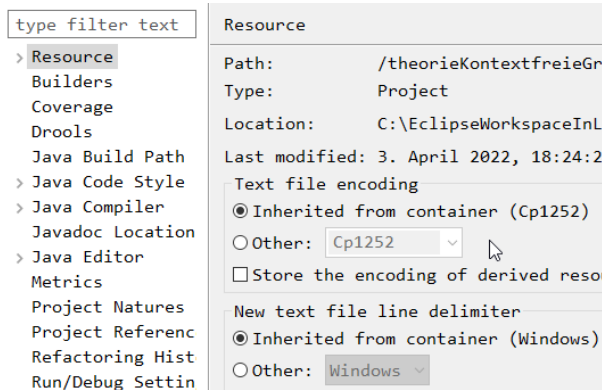 type filter text
Resource
Builders
Coverage
Drools
Java Build Path
Java Code Style
Java Compiler
Javadoc Location
Java Editor
Metrics
Project Natures
Project Referenc
Refactoring Hist
Run/Debug Settin
Resource
Path: /theorieKontextfreieGr
Type: Project
Location: C:\EclipseWorkspaceInL
Last modified: 3. April 2022, 18:24:2
Text file encoding
Inherited from container (Cp1252)
Other: Cp1252
Store the encoding of derived reso
New text file line delimiter
Inherited from container (Windows)
Other: Windows